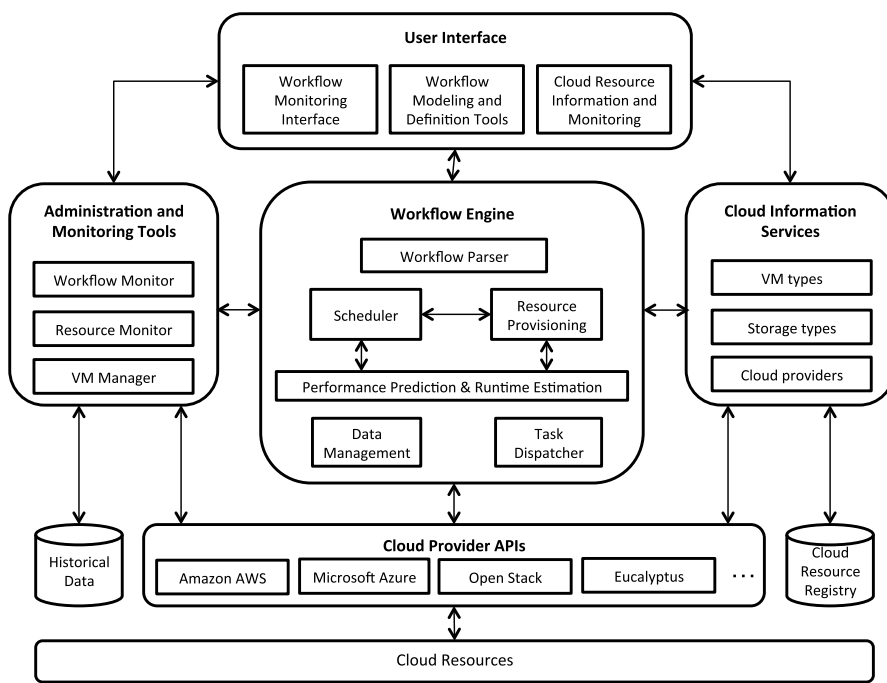 User Interface
Workflow
Monitoring
Interface
Workflow
Modeling and
Definition Tools
Cloud Resource
Information and
Monitoring
Administration and
Monitoring Tools
Workflow Monitor
Resource Monitor
VM Manager
Workflow Engine
Workflow Parser
Scheduler
Resource
Provisioning
Performance Prediction & Runtime Estimation
Data
Management
Task
Dispatcher
Cloud Information
Services
VM types
Storage types
Cloud providers
Historical
Data
Cloud Provider APIs
Amazon AWS
Microsoft Azure
Open Stack
Eucalyptus
...
Cloud
Resource
Registry
Cloud Resources